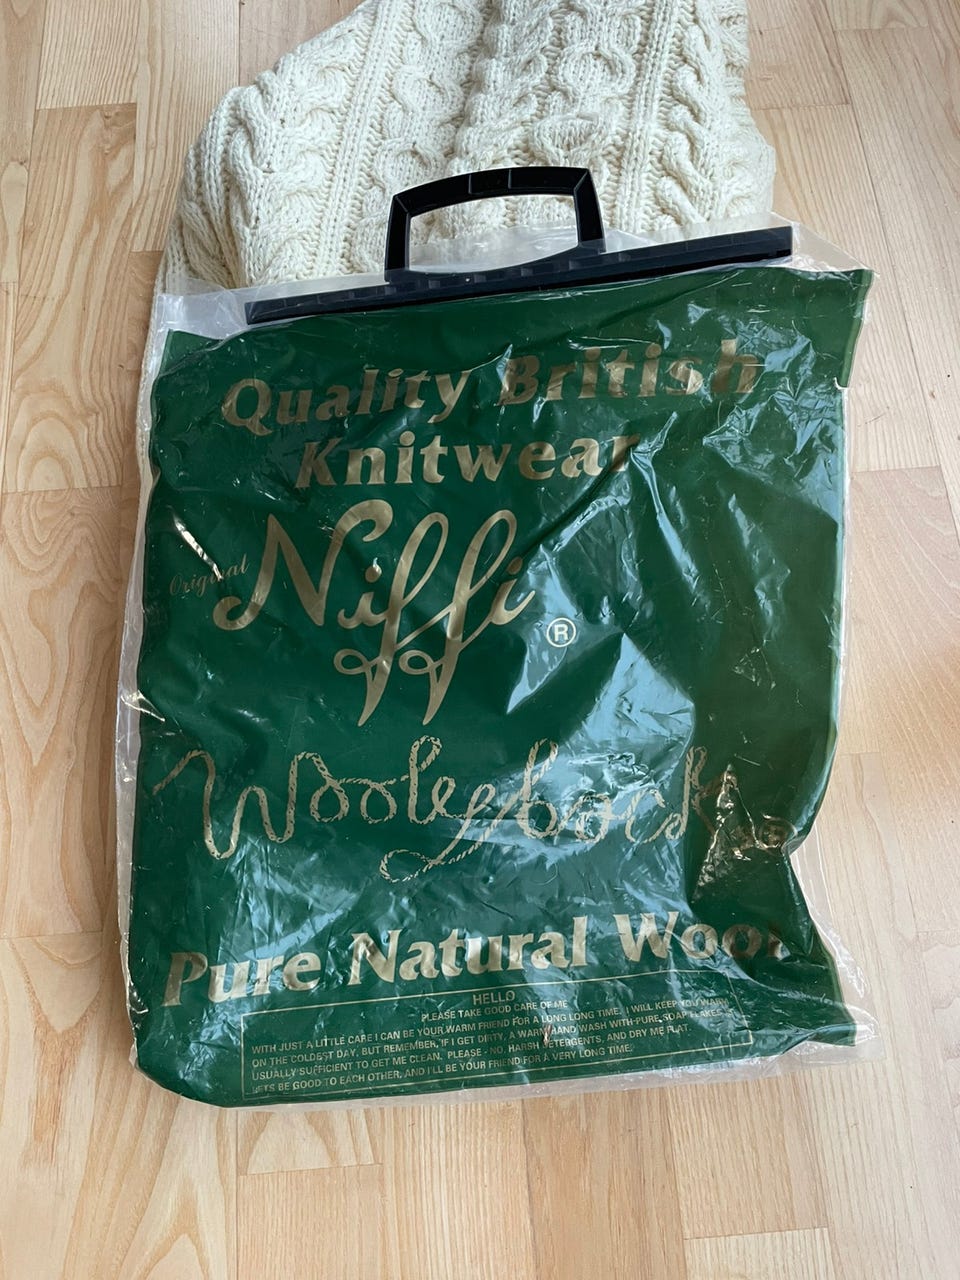 Quality British
Knitwear
Original Niffi ®
Woolybock ®
Pure Natural Wool
HELLO
PLEASE TAKE GOOD CARE OF ME
WITH JUST A LITTLE CARE I CAN BE YOUR WARM FRIEND FOR A LONG LONG TIME. I WILL KEEP YOU WARM
ON THE COLDEST DAY, BUT REMEMBER, IF I GET DIRTY, A WARM HAND WASH WITH PURE SOAP FLAKES
USUALLY SUFFICIENT TO GET ME CLEAN. PLEASE - NO HARSH DETERGENTS, AND DRY ME FLAT.
LETS BE GOOD TO EACH OTHER, AND I'LL BE YOUR FRIEND FOR A VERY LONG TIME.